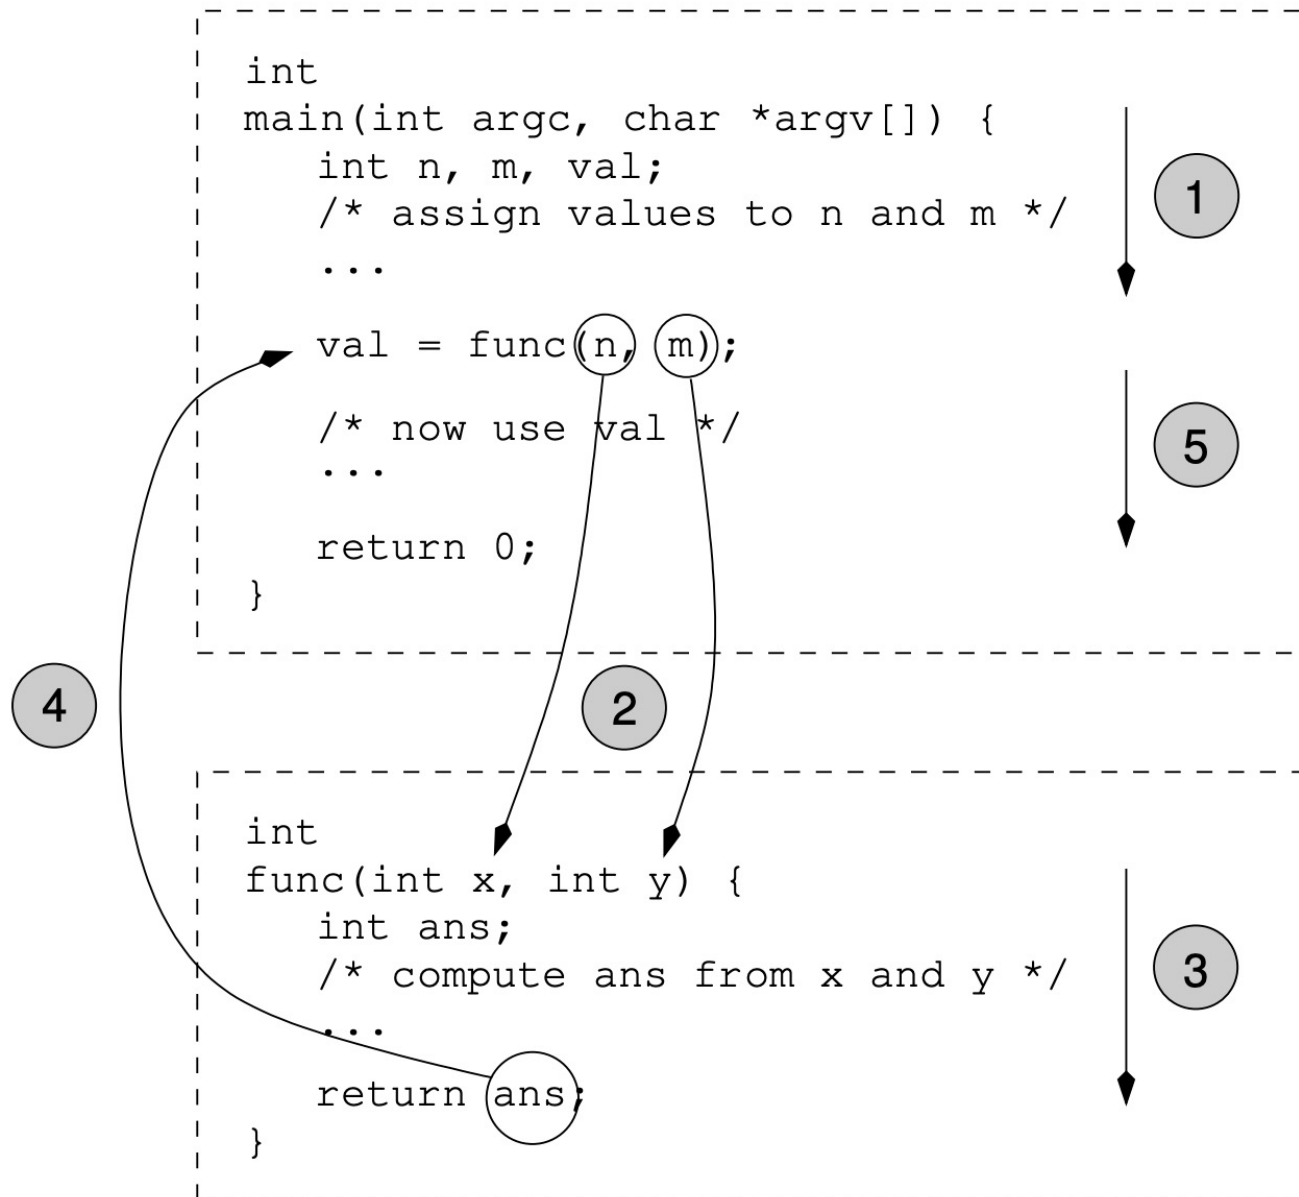 int
main(int argc, char *argv[]) {
int n, m, val;
/* assign values to n and m */
...
1
val = func(n, m);
/* now use val */
...
5
return 0;
}
4
2
int
func(int x, int y) {
int ans;
/* compute ans from x and y */
3
...
return ans;
}